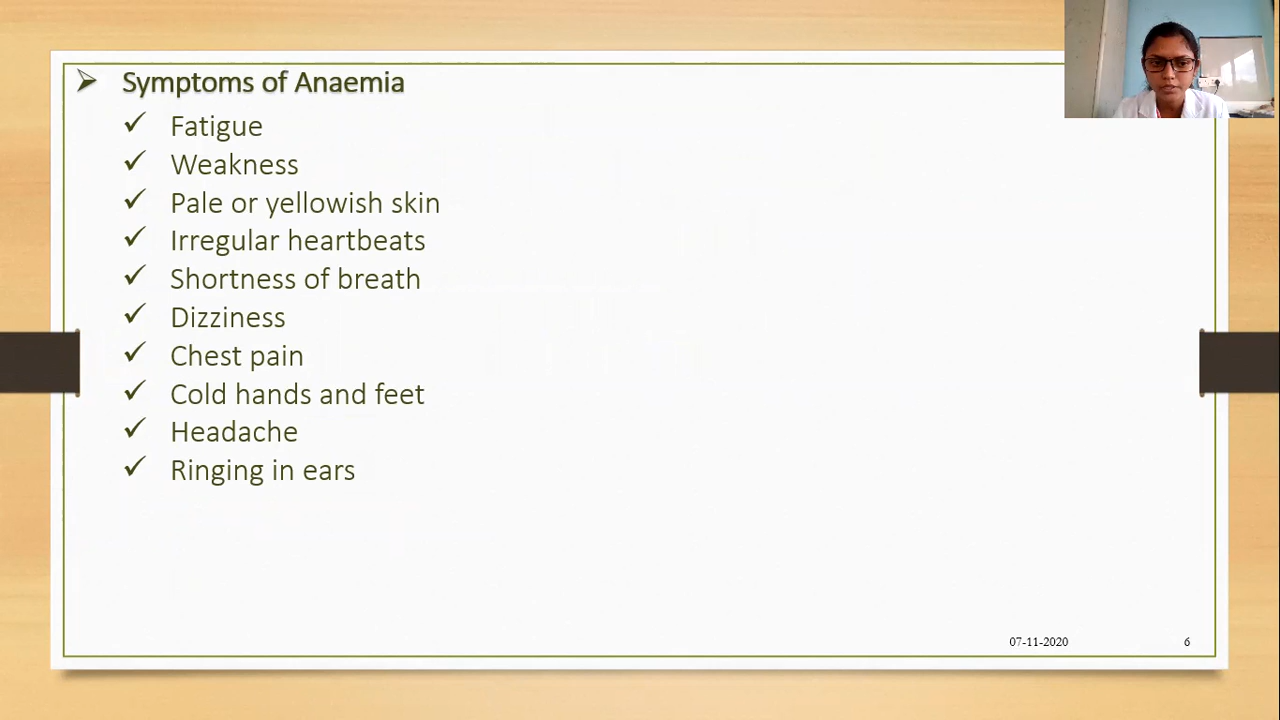 Symptoms of Anaemia
Fatigue
Weakness
Pale or yellowish skin
Irregular heartbeats
Shortness of breath
Dizziness
Chest pain
Cold hands and feet
Headache
Ringing in ears
07-11-2020 6